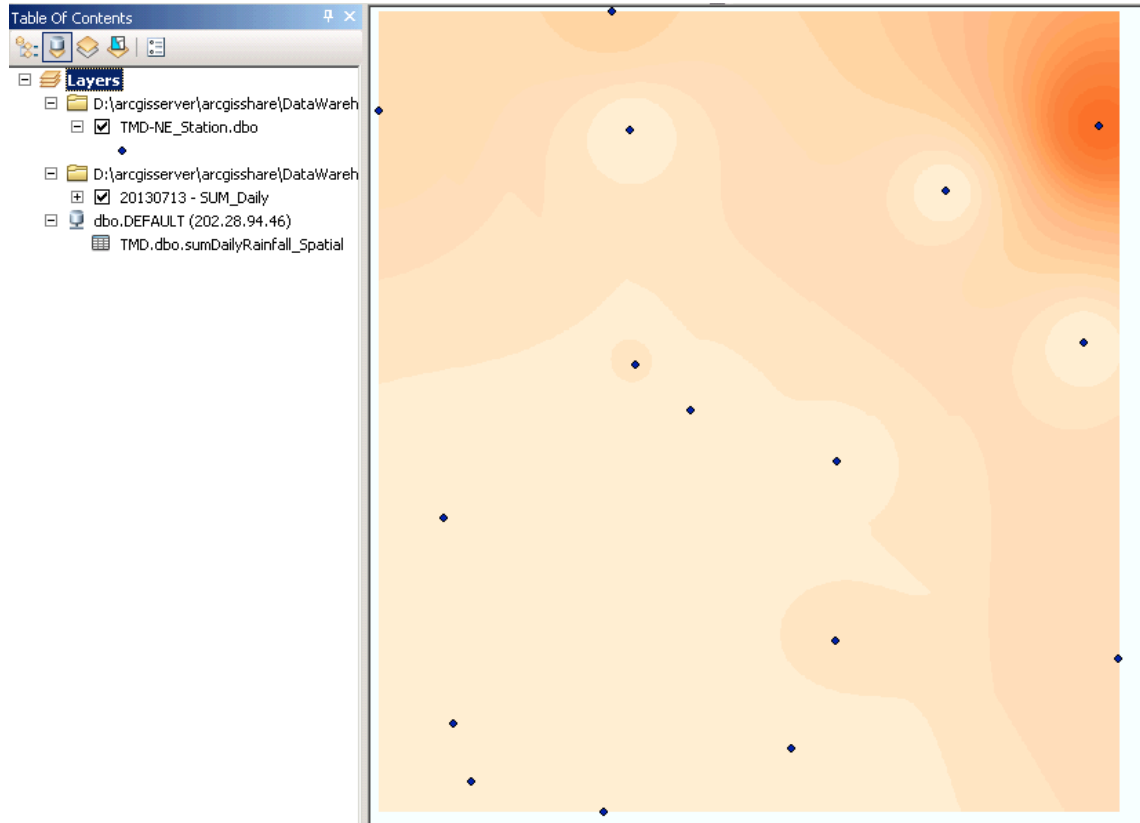 Table Of Contents
Layers
D:\arcgisserver\arcgisshare\DataWareh
TMD-NE_Station.dbo
D:\arcgisserver\arcgisshare\DataWareh
20130713 - SUM_Daily
dbo.DEFAULT (202.28.94.46)
TMD.dbo.sumDailyRainfall_Spatial